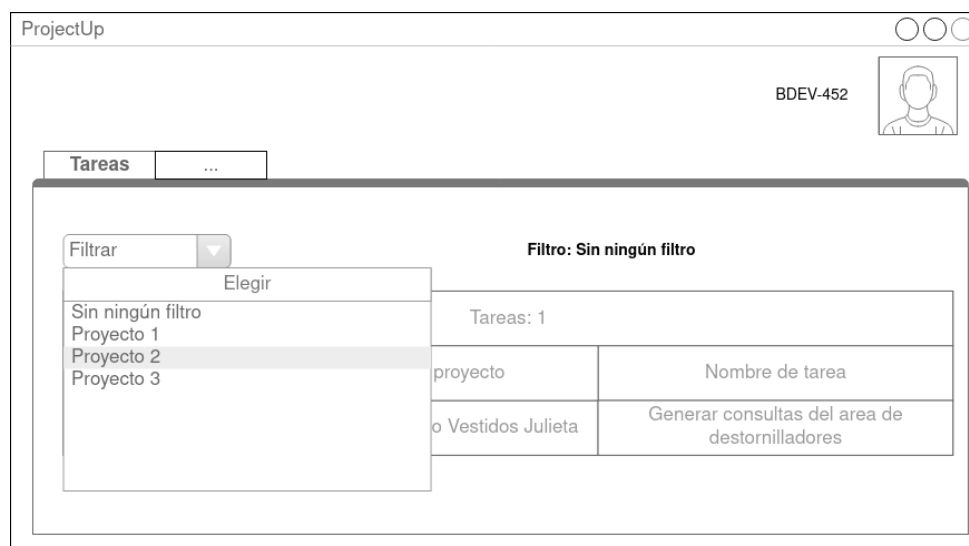 ProjectUp
BDEV-452
Tareas
...
Filtrar
Filtro: Sin ningún filtro
Elegir
Sin ningún filtro
Proyecto 1
Proyecto 2
Proyecto 3
Tareas: 1
proyecto
Nombre de tarea
o Vestidos Julieta
Generar consultas del area de
destornilladores